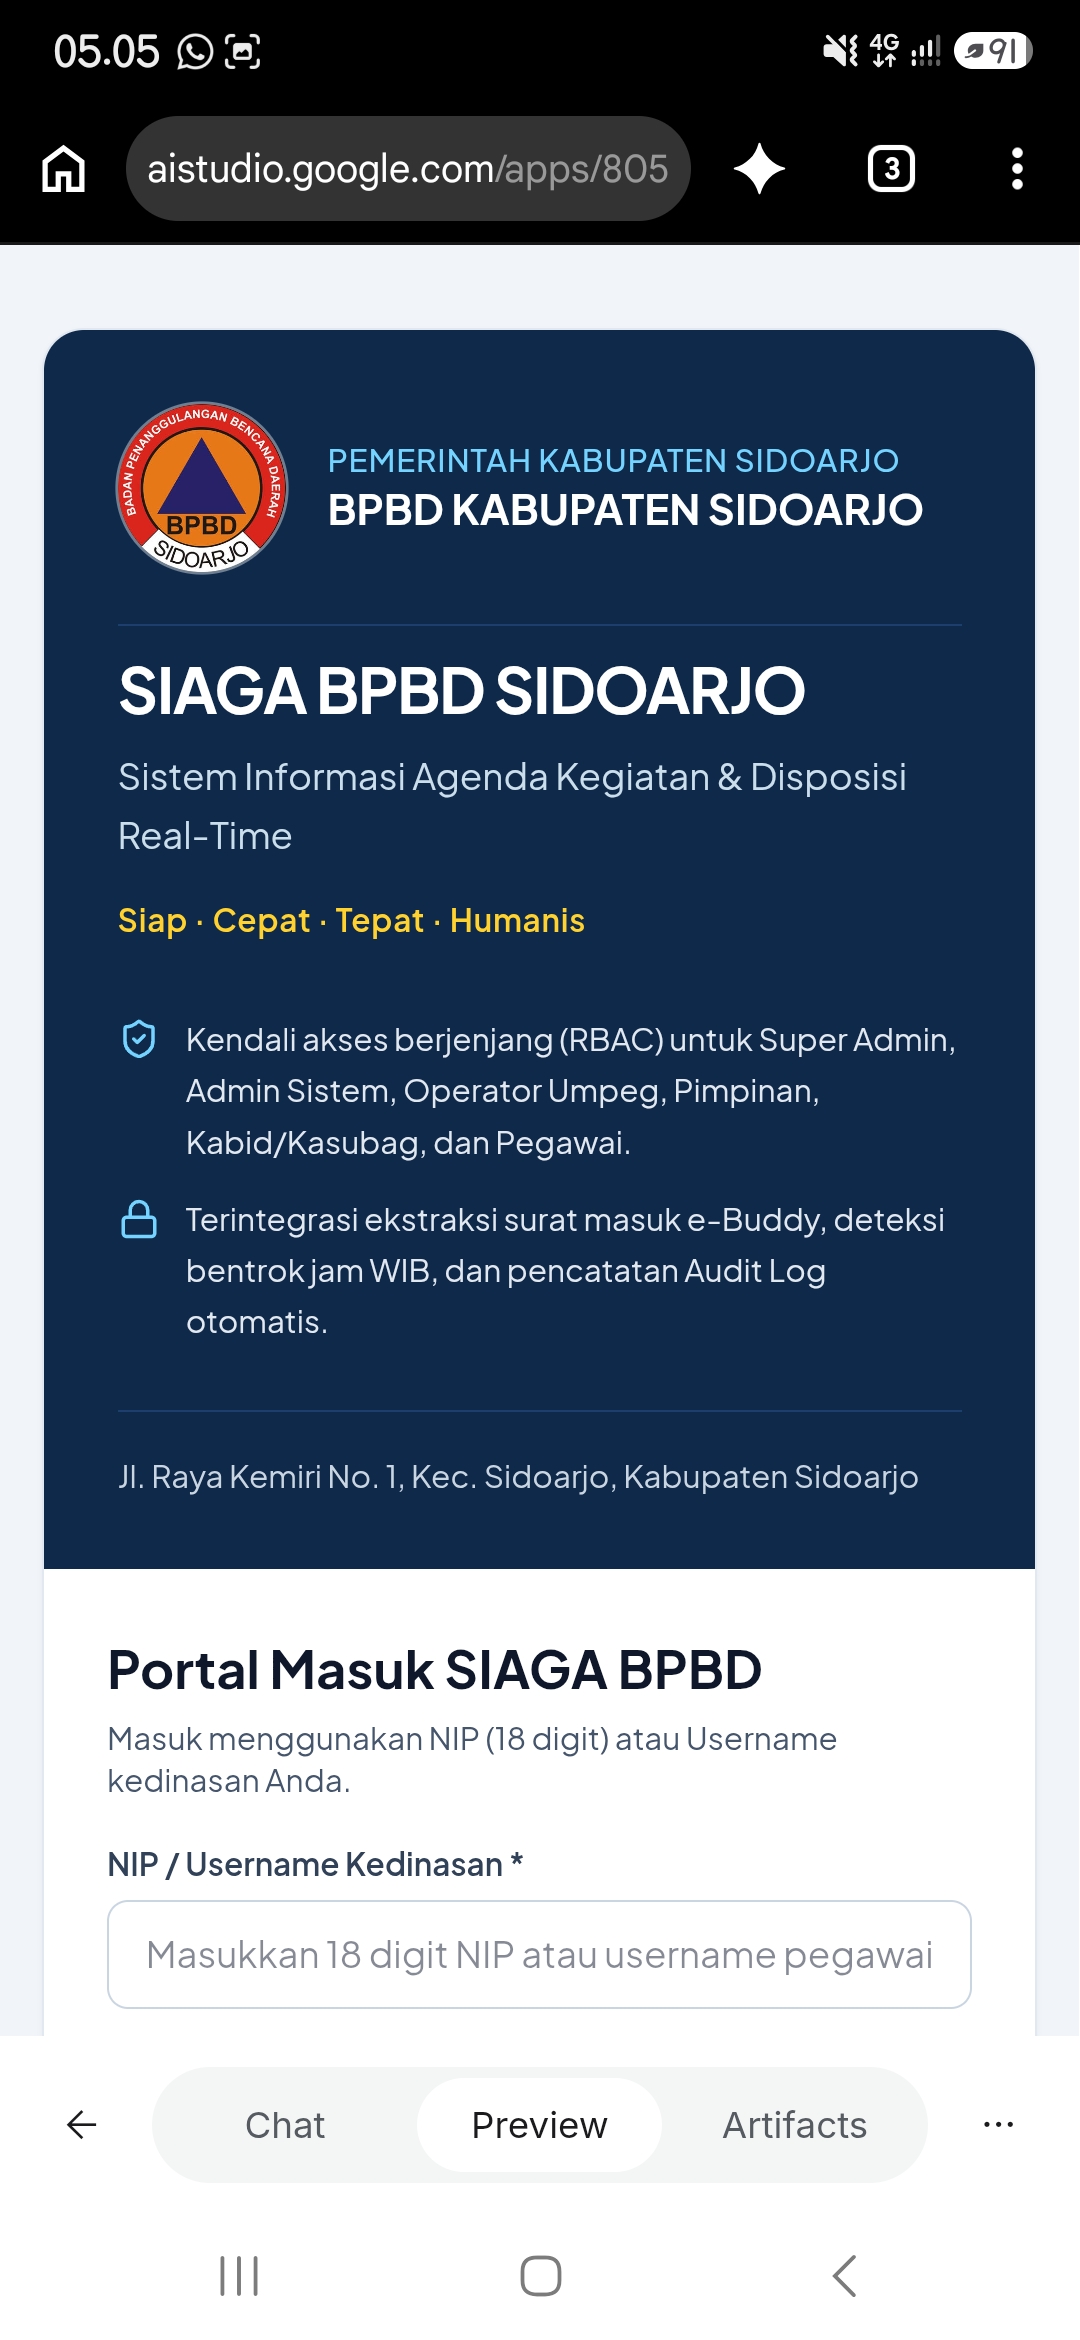 05.05
4G
91
aistudio.google.com/apps/805
3
BADAN PENANGGULANGAN BENCANA DAERAH
BPBD
SIDOARJO
PEMERINTAH KABUPATEN SIDOARJO
BPBD KABUPATEN SIDOARJO
SIAGA BPBD SIDOARJO
Sistem Informasi Agenda Kegiatan & Disposisi
Real-Time
Siap · Cepat · Tepat · Humanis
Kendali akses berjenjang (RBAC) untuk Super Admin,
Admin Sistem, Operator Umpeg, Pimpinan,
Kabid/Kasubag, dan Pegawai.
Terintegrasi ekstraksi surat masuk e-Buddy, deteksi
bentrok jam WIB, dan pencatatan Audit Log
otomatis.
Jl. Raya Kemiri No. 1, Kec. Sidoarjo, Kabupaten Sidoarjo
Portal Masuk SIAGA BPBD
Masuk menggunakan NIP (18 digit) atau Username
kedinasan Anda.
NIP / Username Kedinasan *
Masukkan 18 digit NIP atau username pegawai
Chat
Preview
Artifacts